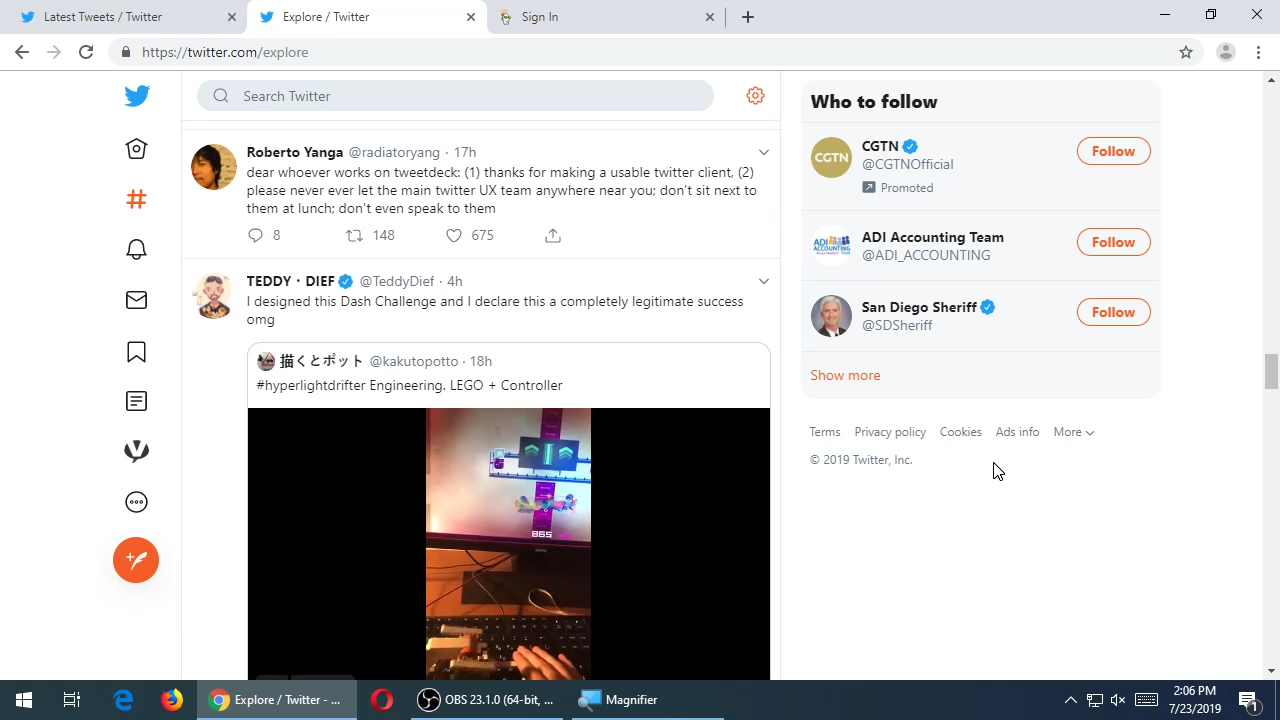 Latest Tweets / Twitter
Explore / Twitter
Sign In
https://twitter.com/explore
Search Twitter
Roberto Yanga @radiatoryang · 17h
dear whoever works on tweetdeck: (1) thanks for making a usable twitter client, (2)
please never ever let the main twitter UX team anywhere near you; don't sit next to
them at lunch; don't even speak to them
8
148
675
TEDDY · DIEF @TeddyDief · 4h
I designed this Dash Challenge and I declare this a completely legitimate success
omg
描くとポット @kakutopotto · 18h
#hyperlightdrifter Engineering. LEGO + Controller
865
Who to follow
CGTN
CGTN
@CGTNOfficial
Follow
Promoted
ADI
ACCOUNTING
ADI Accounting Team
@ADI_ACCOUNTING
Follow
San Diego Sheriff
@SDSheriff
Follow
Show more
Terms Privacy policy Cookies Ads info More
© 2019 Twitter, Inc.
Explore / Twitter - ...
OBS 23.1.0 (64-bit, ...
Magnifier
2:06 PM
7/23/2019
1